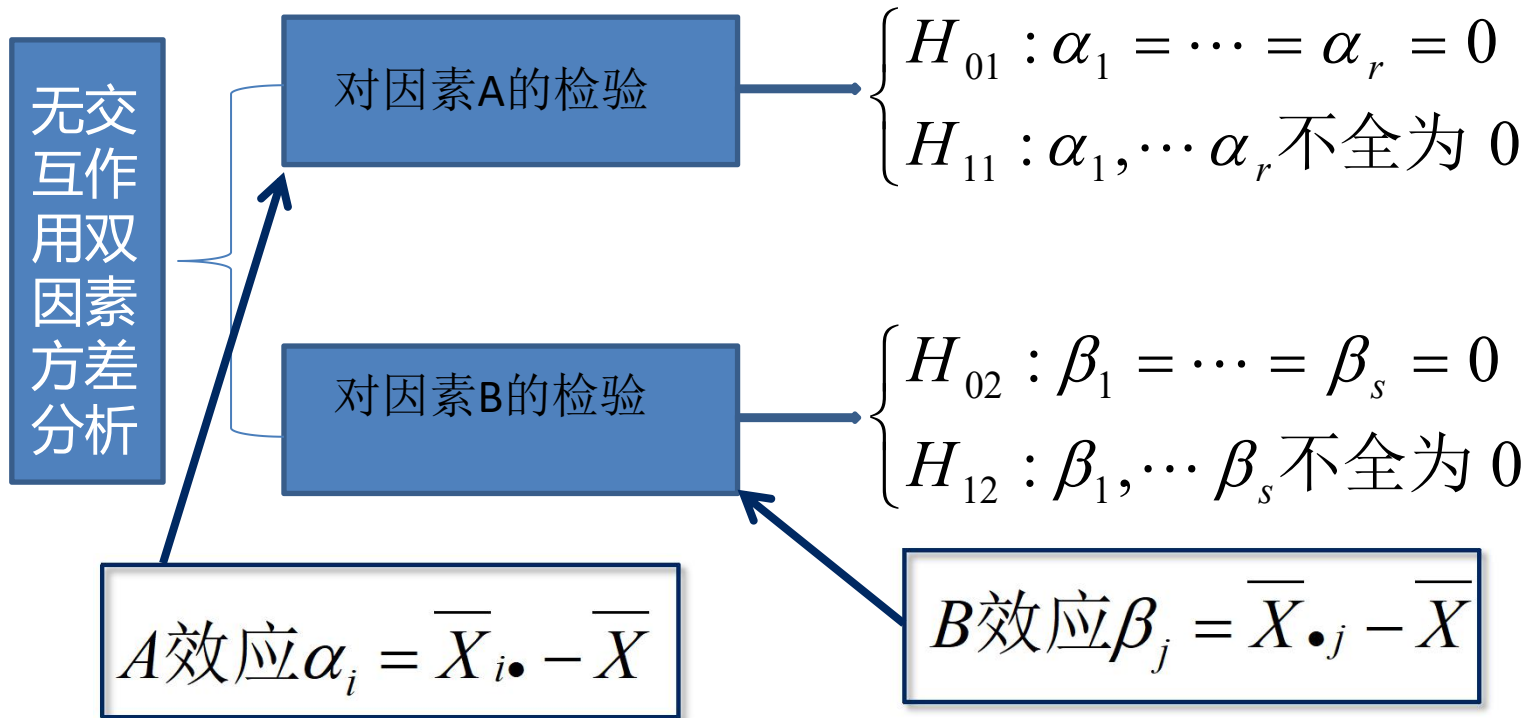 无交
互作
用双
因素
方差
分析
对因素A的检验
H₀₁ : α₁ = ⋯ = αᵣ = 0
H₁₁ : α₁,⋯ αᵣ不全为 0
对因素B的检验
H₀₂ : β₁ = ⋯ = βₛ = 0
H₁₂ : β₁,⋯ βₛ不全为 0
A效应αᵢ = X̅ᵢ• − X̅
B效应βⱼ = X̅•ⱼ − X̅